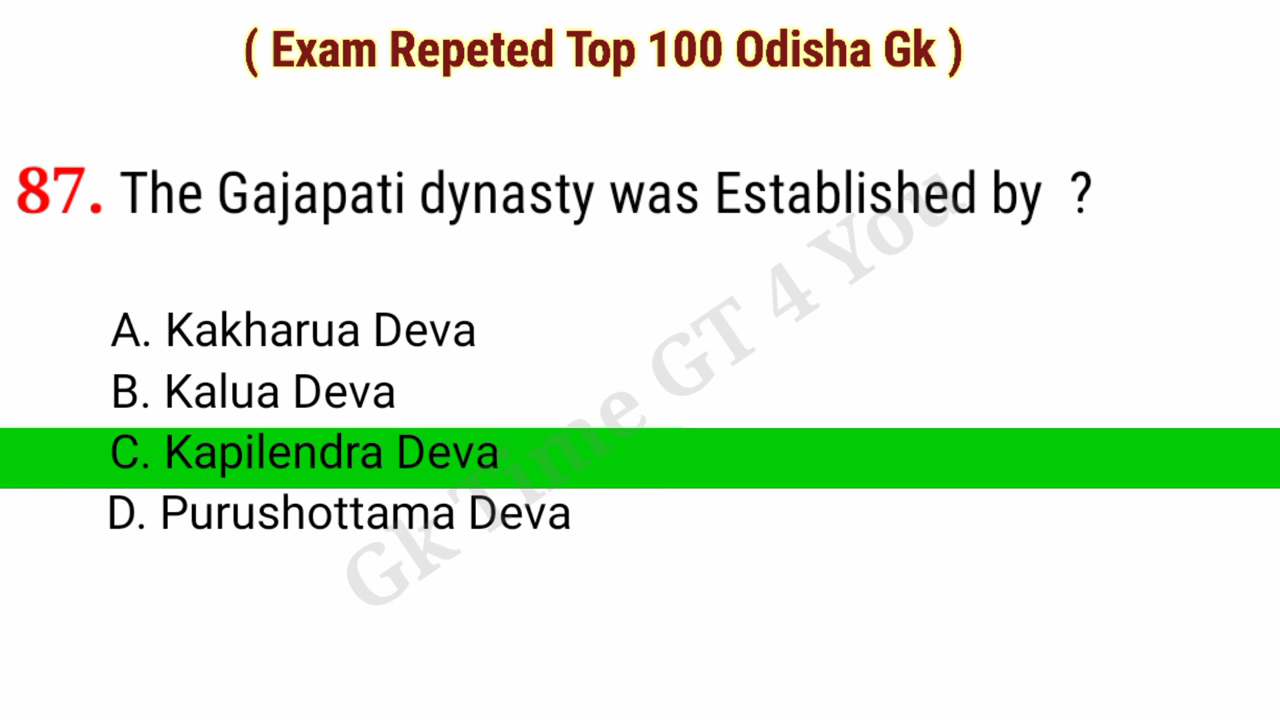 ( Exam Repeted Top 100 Odisha Gk )
87. The Gajapati dynasty was Established by ?
A. Kakharua Deva
B. Kalua Deva
C. Kapilendra Deva
D. Purushottama Deva
Gk Time GT 4 You